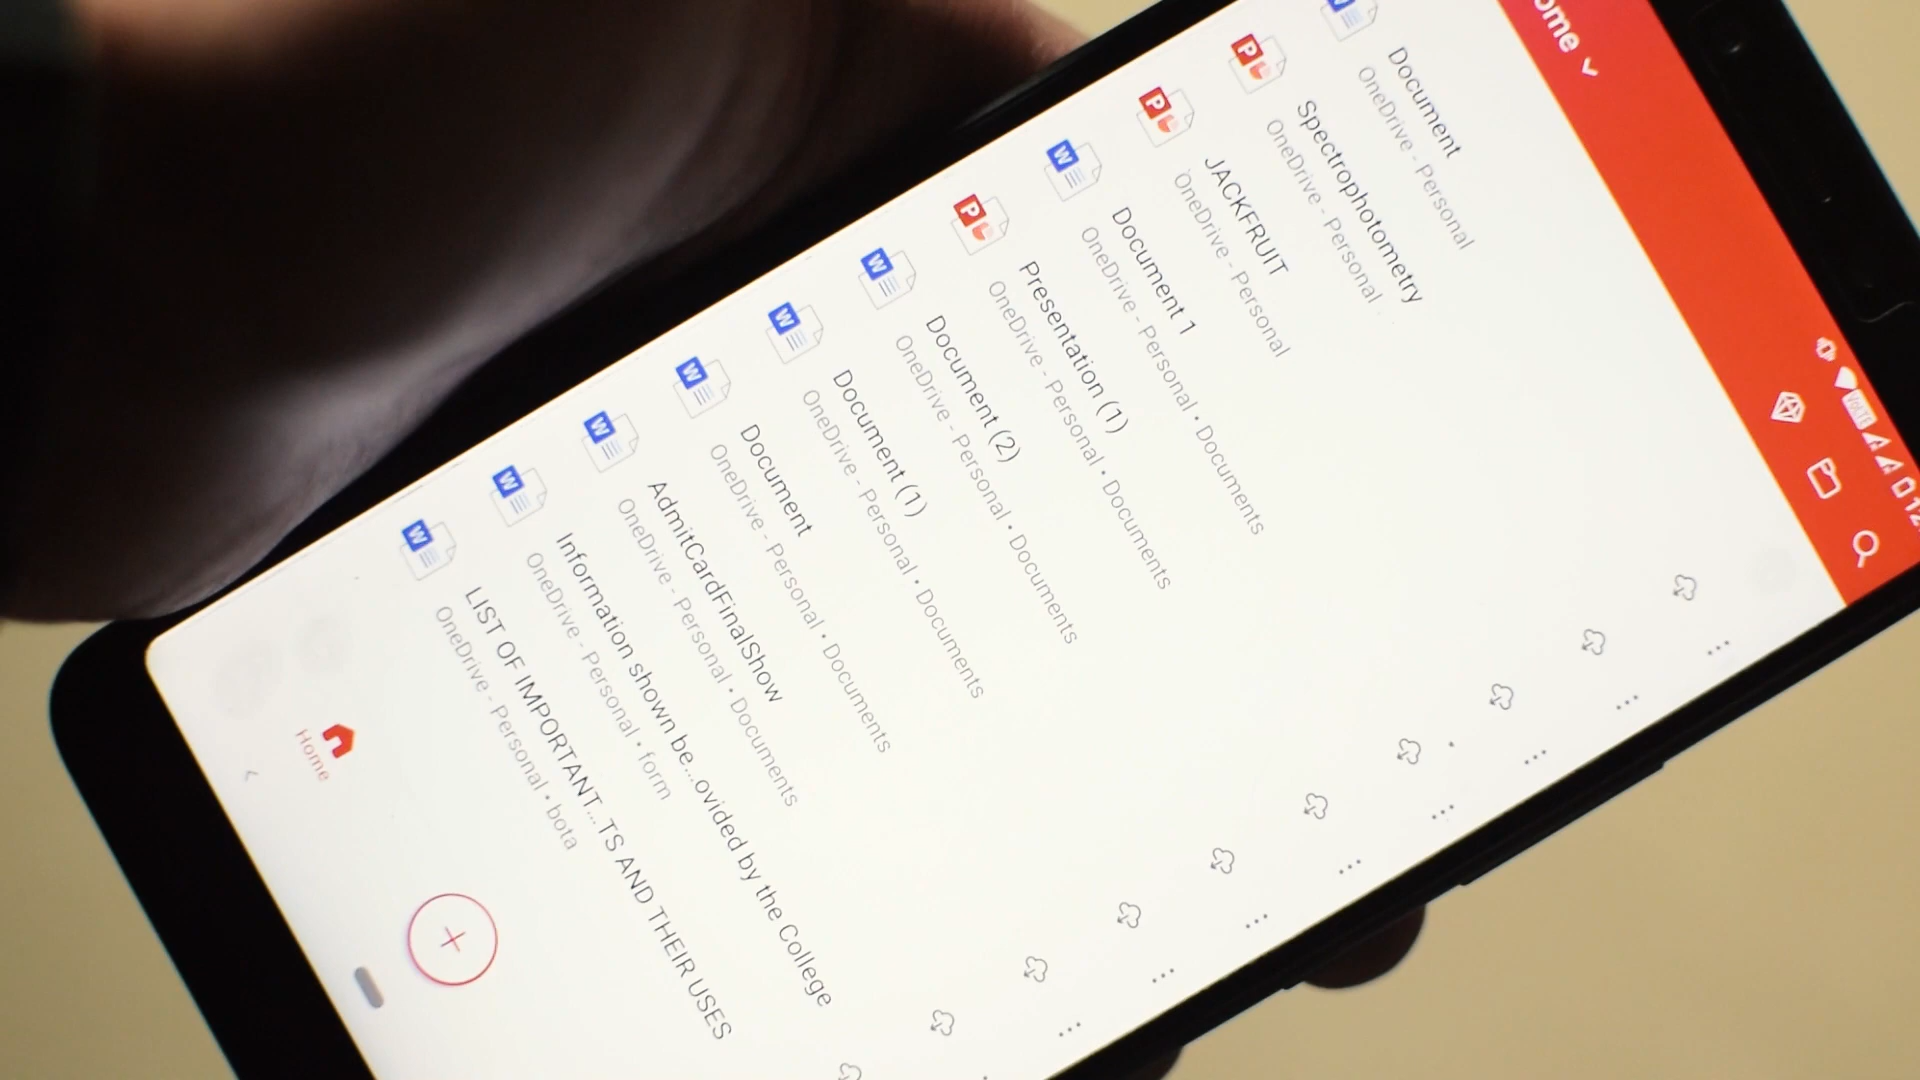 ome
VoLTE
12
Document
OneDrive - Personal
Spectrophotometry
OneDrive - Personal
JACKFRUIT
OneDrive - Personal
Document 1
OneDrive - Personal • Documents
Presentation (1)
OneDrive - Personal • Documents
Document (2)
OneDrive - Personal • Documents
Document (1)
OneDrive - Personal • Documents
Document
OneDrive - Personal • Documents
AdmitCardFinalShow
OneDrive - Personal • Documents
Information shown be...ovided by the College
OneDrive - Personal • form
LIST OF IMPORTANT...TS AND THEIR USES
OneDrive - Personal • bota
Home